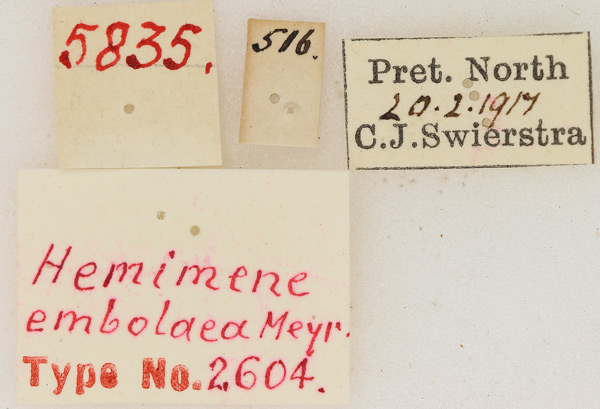 5835.
516.
Pret. North
20.2.1917
C.J.Swierstra
Hemimene
embolaea Meyr.
Type No. 2604.